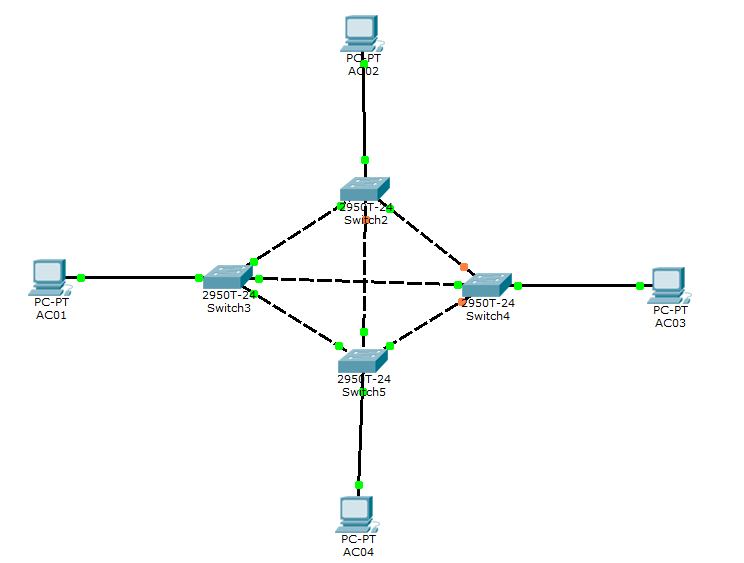 PC-PT
AC02
2950T-24
Switch2
2950T-24
Switch3
PC-PT
AC01
2950T-24
Switch4
PC-PT
AC03
2950T-24
Switch5
PC-PT
AC04